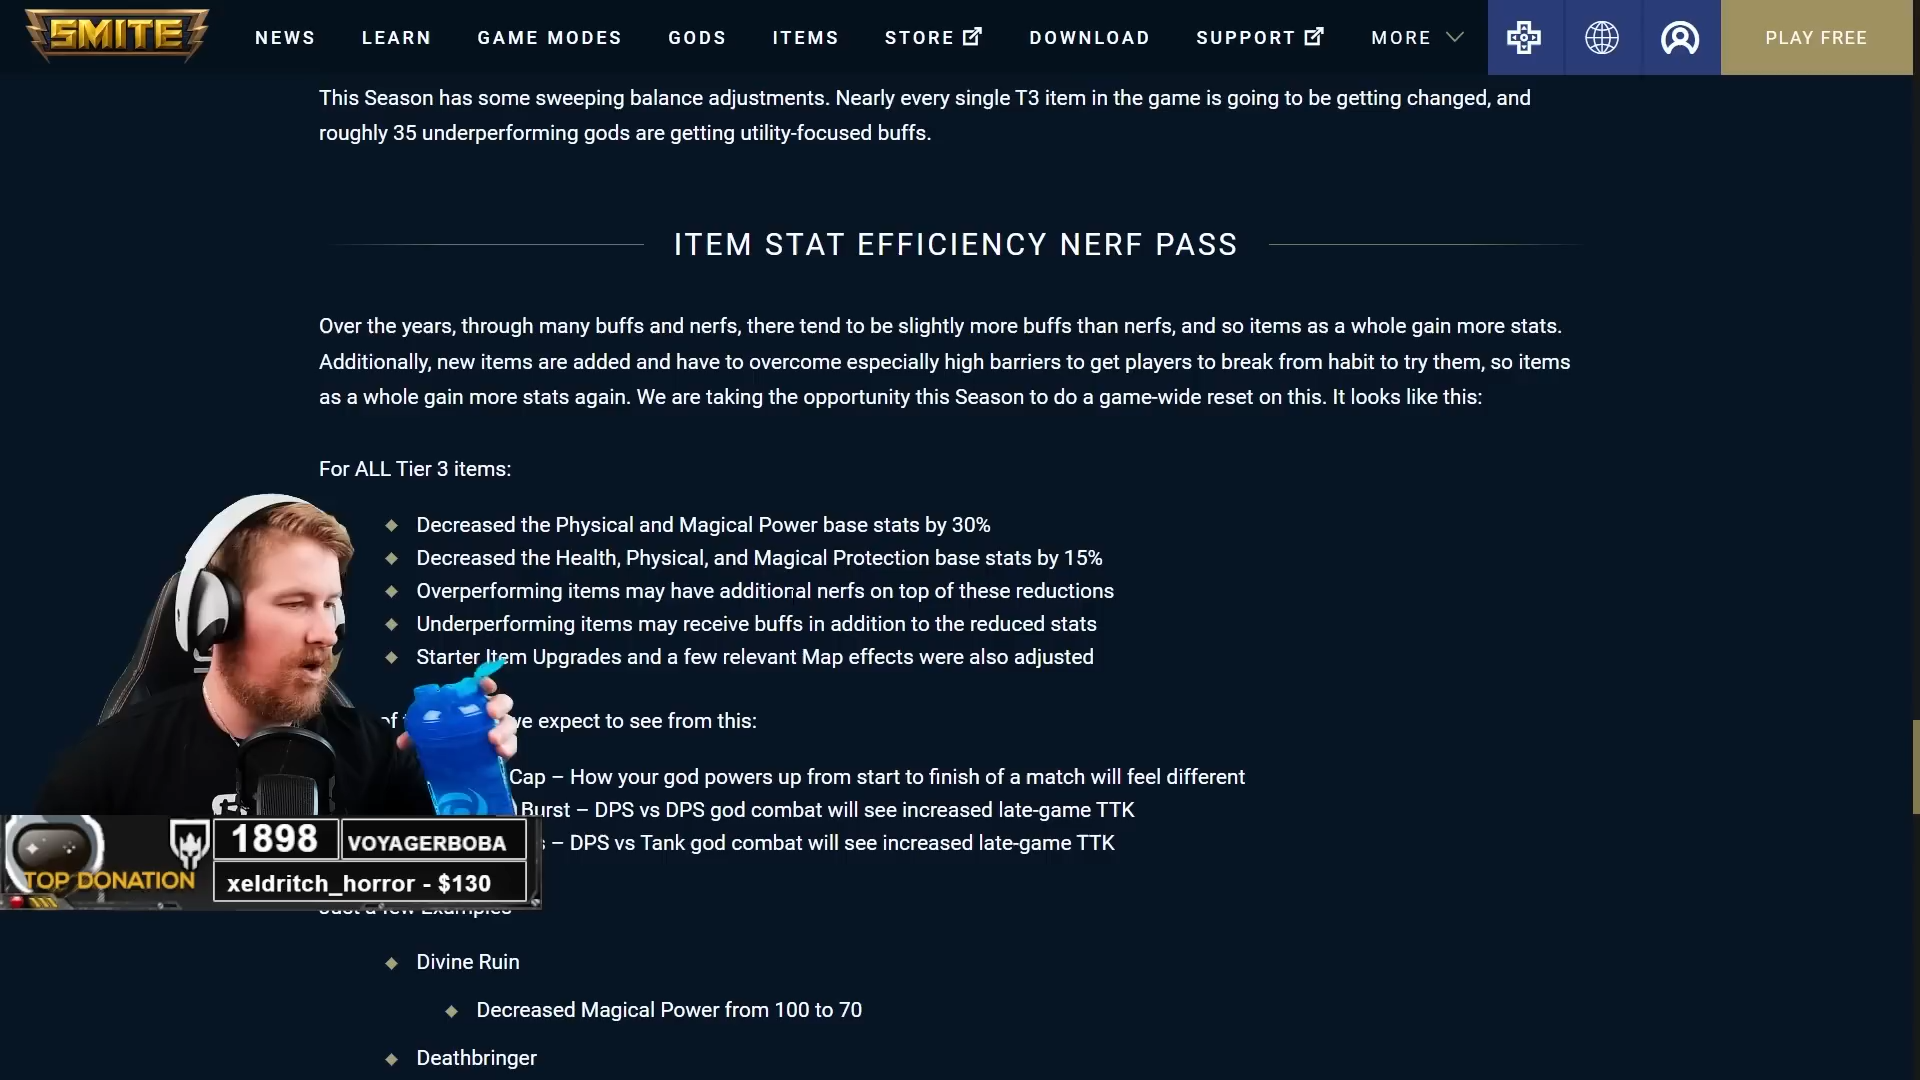 SMITE
NEWS LEARN GAME MODES GODS ITEMS STORE DOWNLOAD SUPPORT MORE PLAY FREE
This Season has some sweeping balance adjustments. Nearly every single T3 item in the game is going to be getting changed, and
roughly 35 underperforming gods are getting utility-focused buffs.
ITEM STAT EFFICIENCY NERF PASS
Over the years, through many buffs and nerfs, there tend to be slightly more buffs than nerfs, and so items as a whole gain more stats.
Additionally, new items are added and have to overcome especially high barriers to get players to break from habit to try them, so items
as a whole gain more stats again. We are taking the opportunity this Season to do a game-wide reset on this. It looks like this:
For ALL Tier 3 items:
Decreased the Physical and Magical Power base stats by 30%
Decreased the Health, Physical, and Magical Protection base stats by 15%
Overperforming items may have additional nerfs on top of these reductions
Underperforming items may receive buffs in addition to the reduced stats
Starter Item Upgrades and a few relevant Map effects were also adjusted
of expect to see from this:
Cap – How your god powers up from start to finish of a match will feel different
Burst – DPS vs DPS god combat will see increased late-game TTK
– DPS vs Tank god combat will see increased late-game TTK
1898 VOYAGERBOBA
TOP DONATION xeldritch_horror - $130
Just a few Examples
Divine Ruin
Decreased Magical Power from 100 to 70
Deathbringer